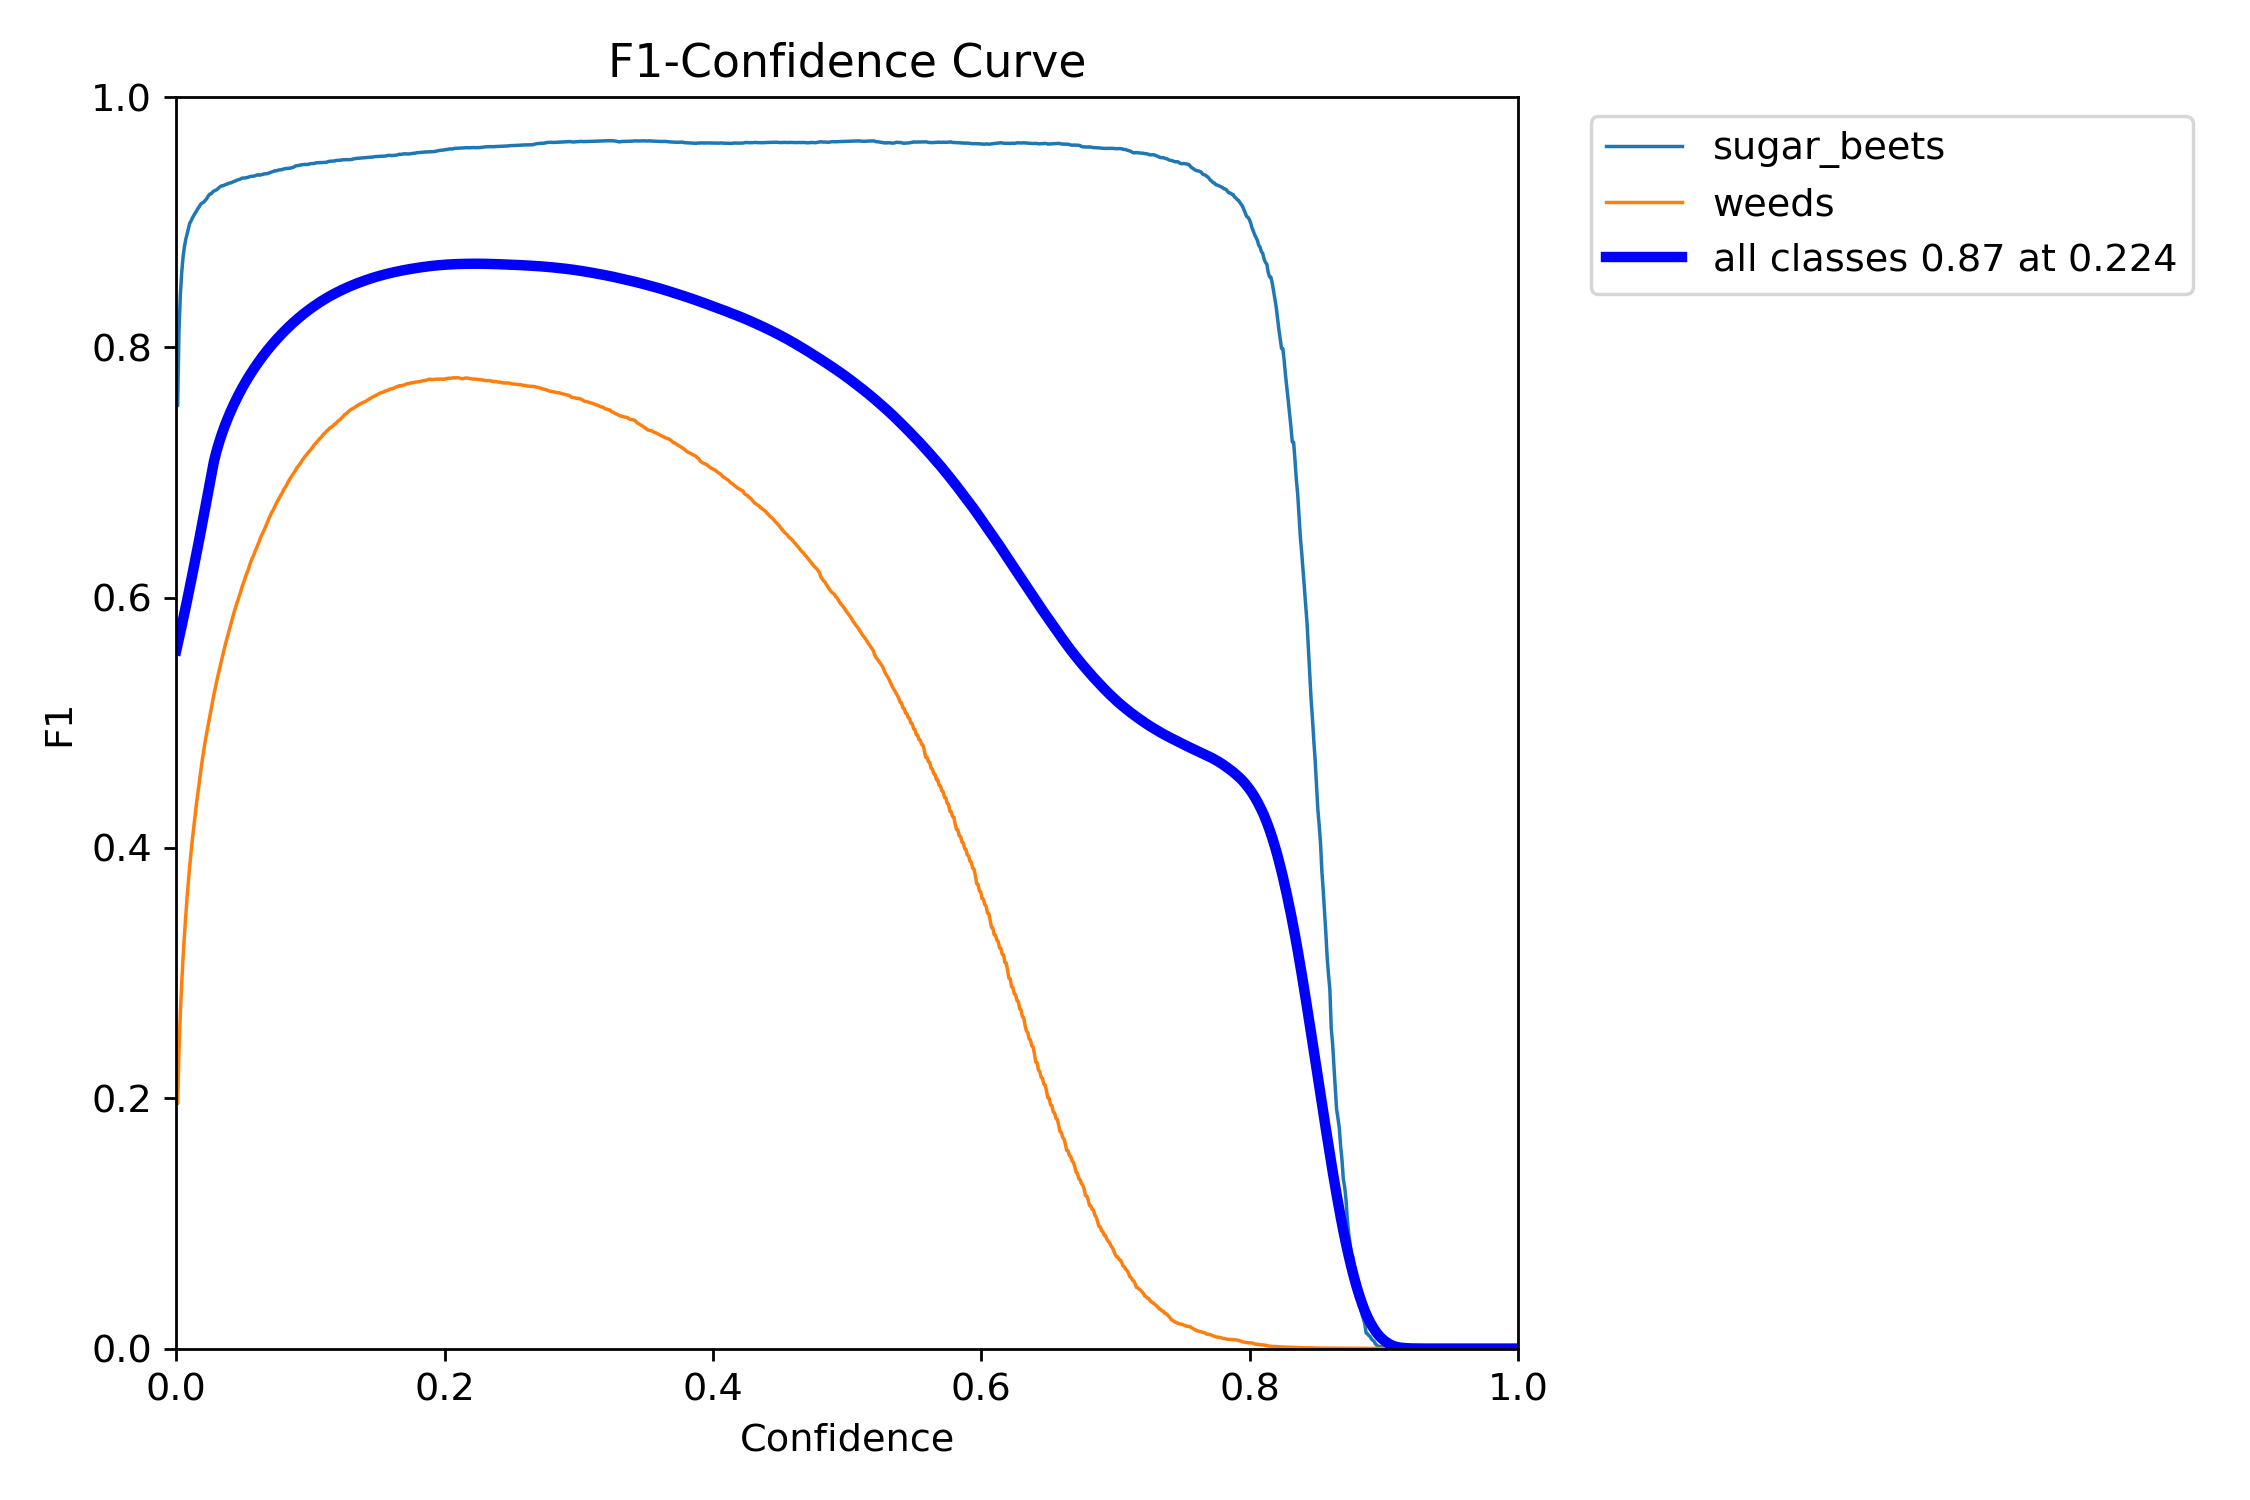 F1-Confidence Curve
1.0
0.8
0.6
0.4
0.2
0.0
F1
0.0 0.2 0.4 0.6 0.8 1.0
Confidence
sugar_beets
weeds
all classes 0.87 at 0.224